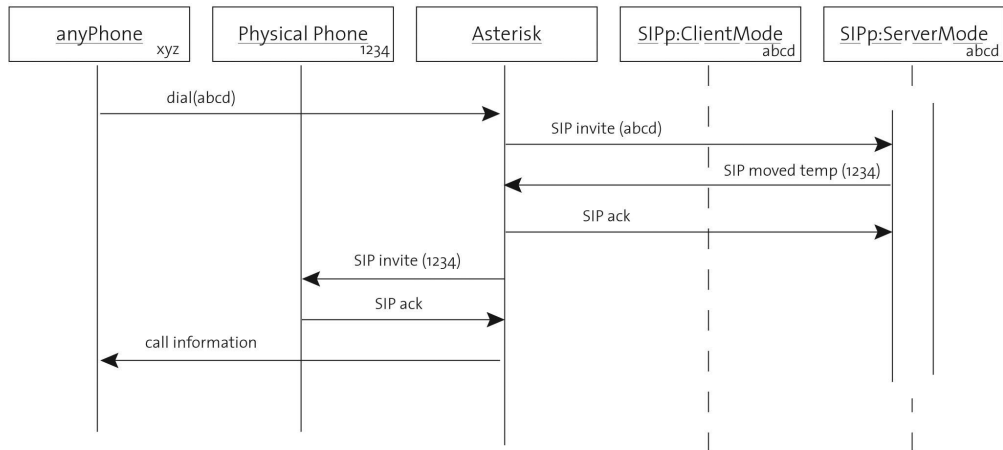 anyPhone
xyz
Physical Phone
1234
Asterisk
SIPp:ClientMode
abcd
SIPp:ServerMode
abcd
dial(abcd)
SIP invite (abcd)
SIP moved temp (1234)
SIP ack
SIP invite (1234)
SIP ack
call information